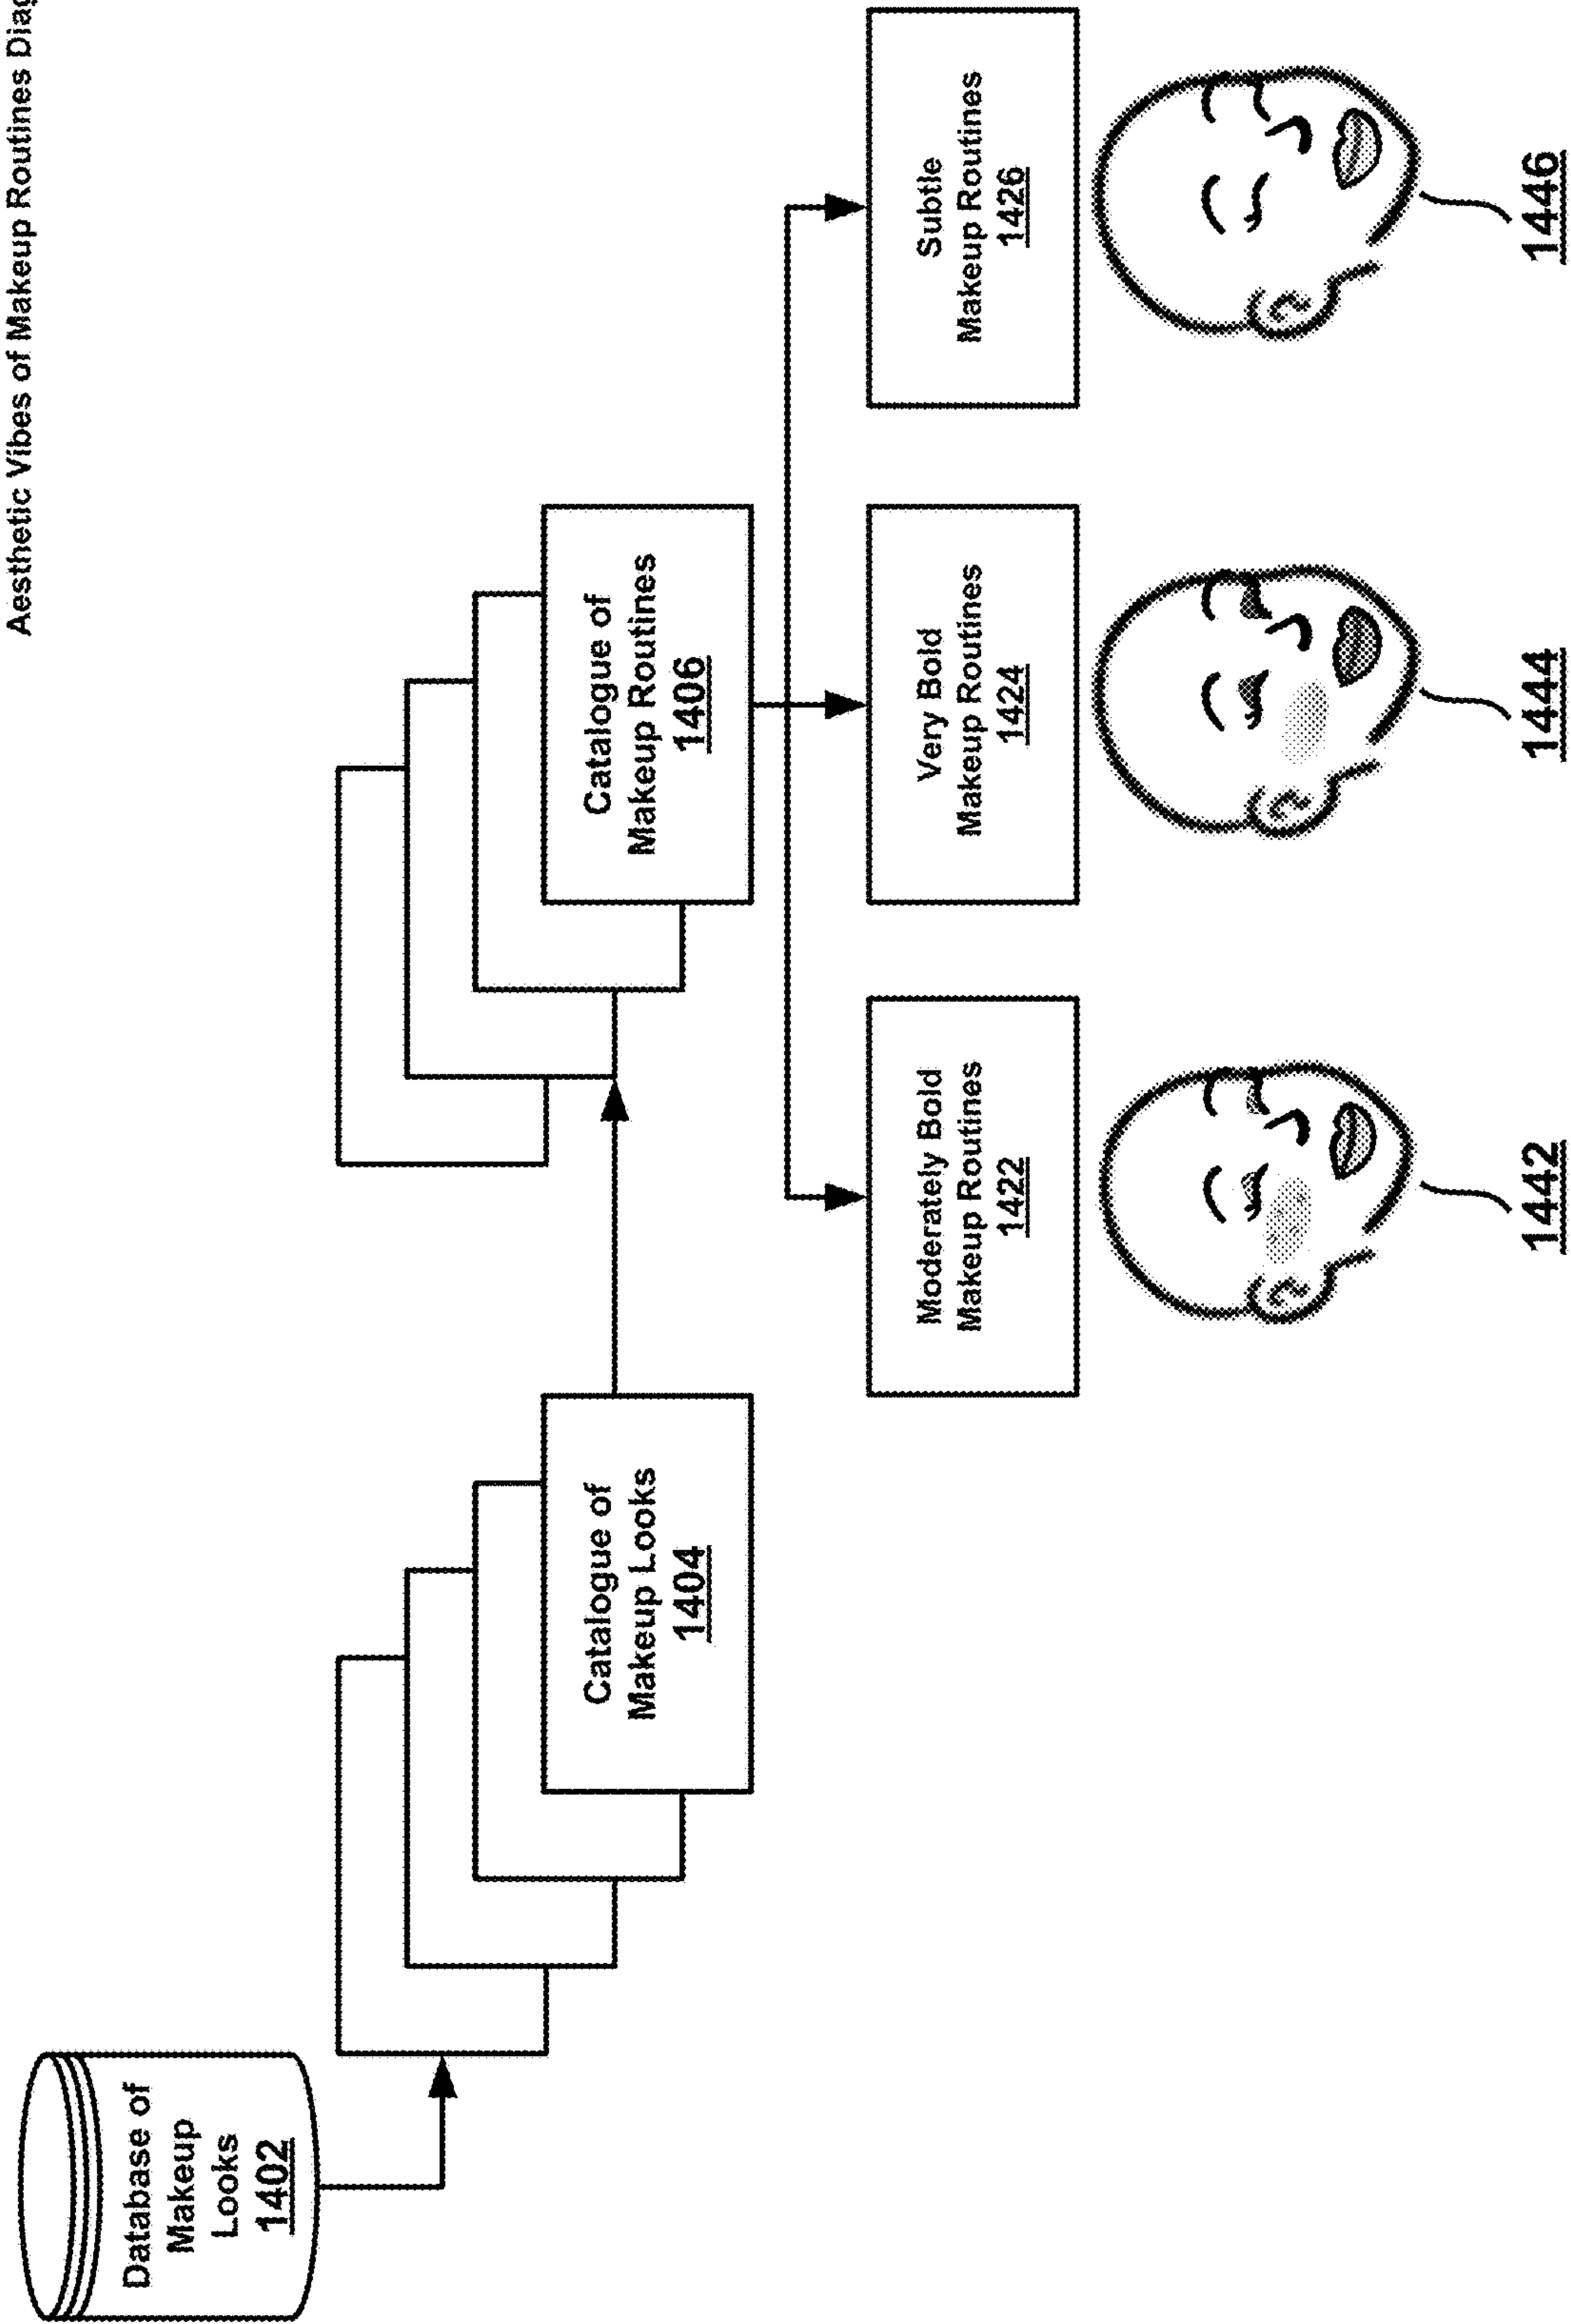 Aesthetic Vibes of Makeup Routines
Database of
Makeup
Looks
1402
Catalogue of
Makeup Looks
1404
Catalogue of
Makeup Routines
1406
Moderately Bold
Makeup Routines
1422
Very Bold
Makeup Routines
1424
Subtle
Makeup Routines
1426
1442
1444
1446